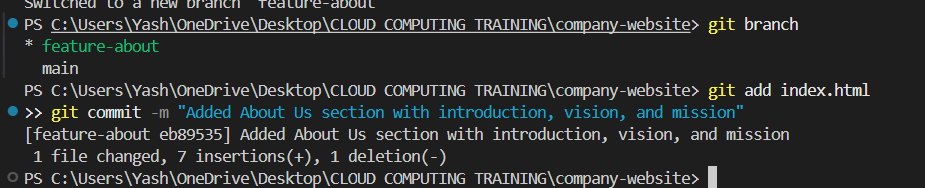 Switched to a new branch 'feature-about'
PS C:\Users\Yash\OneDrive\Desktop\CLOUD COMPUTING TRAINING\company-website> git branch
* feature-about
  main
PS C:\Users\Yash\OneDrive\Desktop\CLOUD COMPUTING TRAINING\company-website> git add index.html
>> git commit -m "Added About Us section with introduction, vision, and mission"
[feature-about eb89535] Added About Us section with introduction, vision, and mission
 1 file changed, 7 insertions(+), 1 deletion(-)
PS C:\Users\Yash\OneDrive\Desktop\CLOUD COMPUTING TRAINING\company-website>